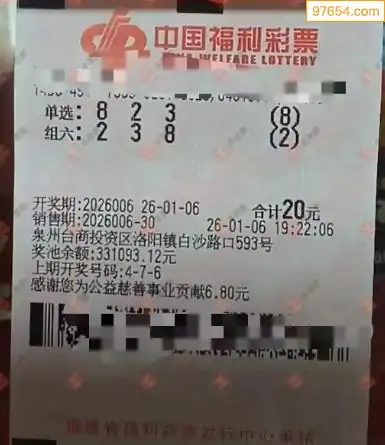 97654.com
中国福利彩票
WELFARE LOTTERY
单选: 8 2 3 (8)
组六: 2 3 8 (2)
开奖期:2026006 26-01-06 合计20元
销售期:2026006-30 26-01-06 19:22:06
泉州台商投资区洛阳镇白沙路口593号
奖池余额:331093.12元
上期开奖号码:4-7-6
感谢您为公益慈善事业贡献6.80元